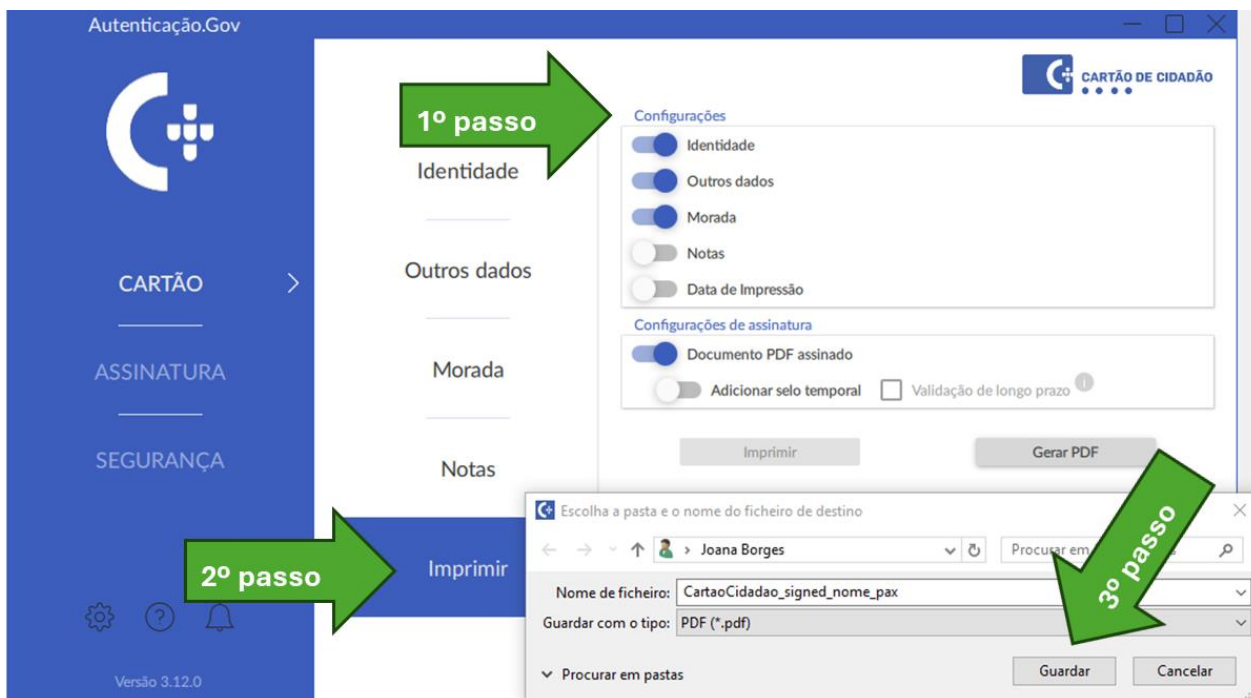 Autenticação.Gov
CARTÃO DE CIDADÃO
1º passo
Configurações
Identidade
Outros dados
Morada
Notas
Data de Impressão
Configurações de assinatura
Documento PDF assinado
Adicionar selo temporal
Validação de longo prazo
Imprimir
Gerar PDF
Identidade
Outros dados
Morada
Notas
Imprimir
CARTÃO
ASSINATURA
SEGURANÇA
Versão 3.12.0
2º passo
Escolha a pasta e o nome do ficheiro de destino
Joana Borges
Procurar em
Nome de ficheiro: CartaoCidadao_signed_nome_pax
Guardar com o tipo: PDF (*.pdf)
Procurar em pastas
Guardar
Cancelar
3º passo